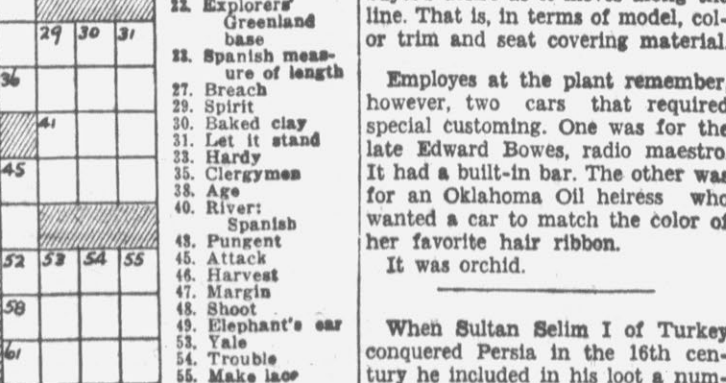 29 30 31
36
41
45
52 53 54 55
58
61
22. Explorers'
Greenland
base
23. Spanish meas-
ure of length
27. Breach
29. Spirit
30. Baked clay
31. Let it stand
33. Hardy
35. Clergymen
38. Age
40. River:
Spanish
43. Pungent
45. Attack
46. Harvest
47. Margin
48. Shoot
49. Elephant's ear
53. Yale
54. Trouble
55. Make lace
line. That is, in terms of model, col-
or trim and seat covering material
Employes at the plant remember
however, two cars that required
special customing. One was for the
late Edward Bowes, radio maestro
It had a built-in bar. The other was
for an Oklahoma Oil heiress who
wanted a car to match the color of
her favorite hair ribbon.
It was orchid.
When Sultan Selim I of Turkey
conquered Persia in the 16th cen-
tury he included in his loot a num-